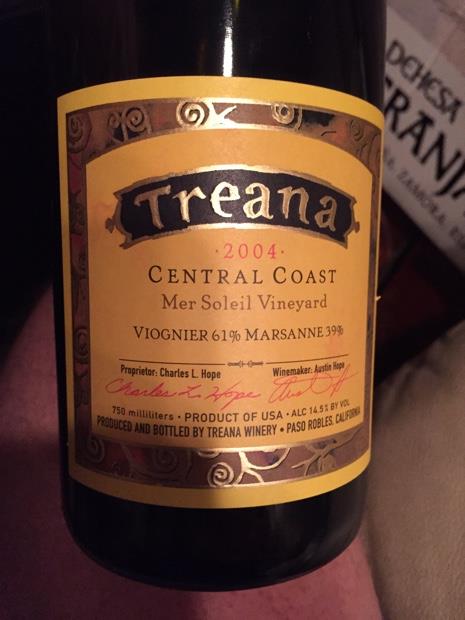 Treana
·2004·
CENTRAL COAST
Mer Soleil Vineyard
VIOGNIER 61% MARSANNE 39%
Proprietor: Charles L. Hope Winemaker: Austin Hope
Charles L Hope
750 milliliters • PRODUCT OF USA • ALC 14.5% BY VOL
PRODUCED AND BOTTLED BY TREANA WINERY • PASO ROBLES, CALIFORNIA
DEHESA
ZAMORA